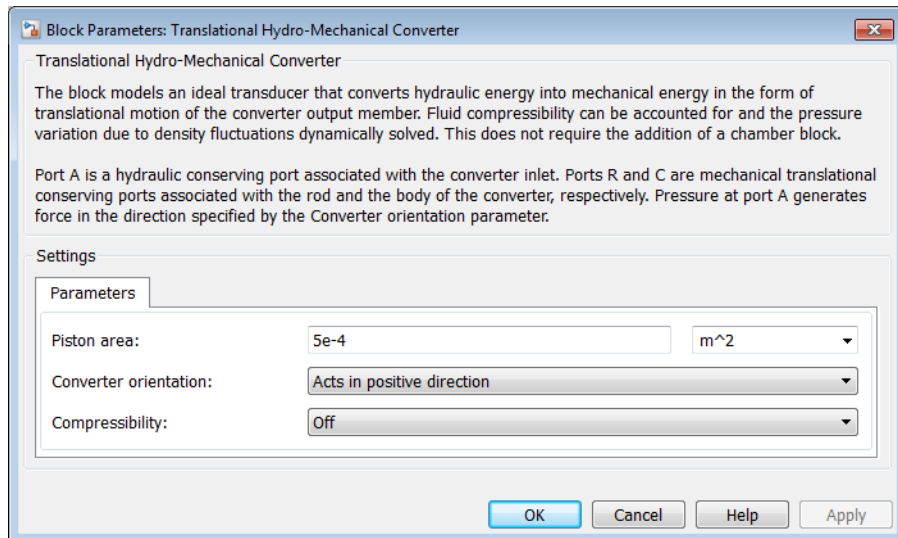 Block Parameters: Translational Hydro-Mechanical Converter
Translational Hydro-Mechanical Converter
The block models an ideal transducer that converts hydraulic energy into mechanical energy in the form of
translational motion of the converter output member. Fluid compressibility can be accounted for and the pressure
variation due to density fluctuations dynamically solved. This does not require the addition of a chamber block.
Port A is a hydraulic conserving port associated with the converter inlet. Ports R and C are mechanical translational
conserving ports associated with the rod and the body of the converter, respectively. Pressure at port A generates
force in the direction specified by the Converter orientation parameter.
Settings
Parameters
Piston area: 5e-4 m^2
Converter orientation: Acts in positive direction
Compressibility: Off
OK Cancel Help Apply